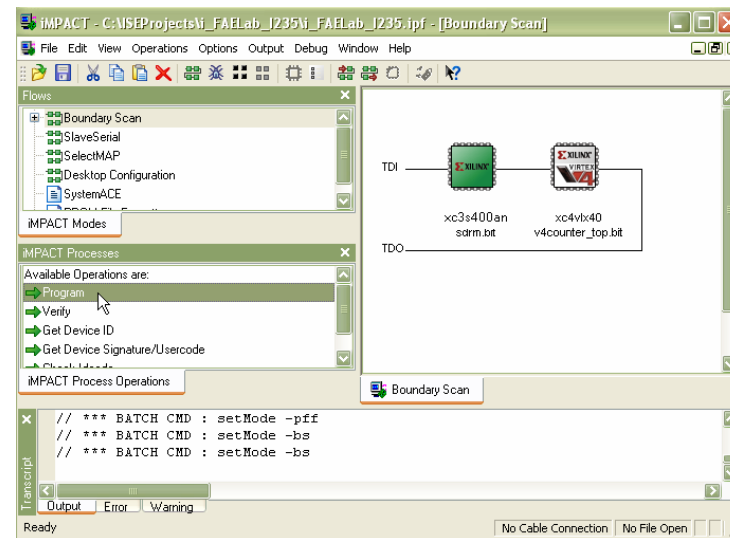 iMPACT - C:\ISEProjects\i_FAELab_I235\i_FAELab_I235.ipf - [Boundary Scan]
File Edit View Operations Options Output Debug Window Help
Flows
Boundary Scan
SlaveSerial
SelectMAP
Desktop Configuration
SystemACE
iMPACT Modes
iMPACT Processes
Available Operations are:
Program
Verify
Get Device ID
Get Device Signature/Usercode
iMPACT Process Operations
TDI
XILINX
XILINX
VIRTEX
V4
xc3s400an
sdrm.bit
xc4vlx40
v4counter_top.bit
TDO
Boundary Scan
Transcript
// *** BATCH CMD : setMode -pff
// *** BATCH CMD : setMode -bs
// *** BATCH CMD : setMode -bs
Output Error Warning
Ready
No Cable Connection No File Open